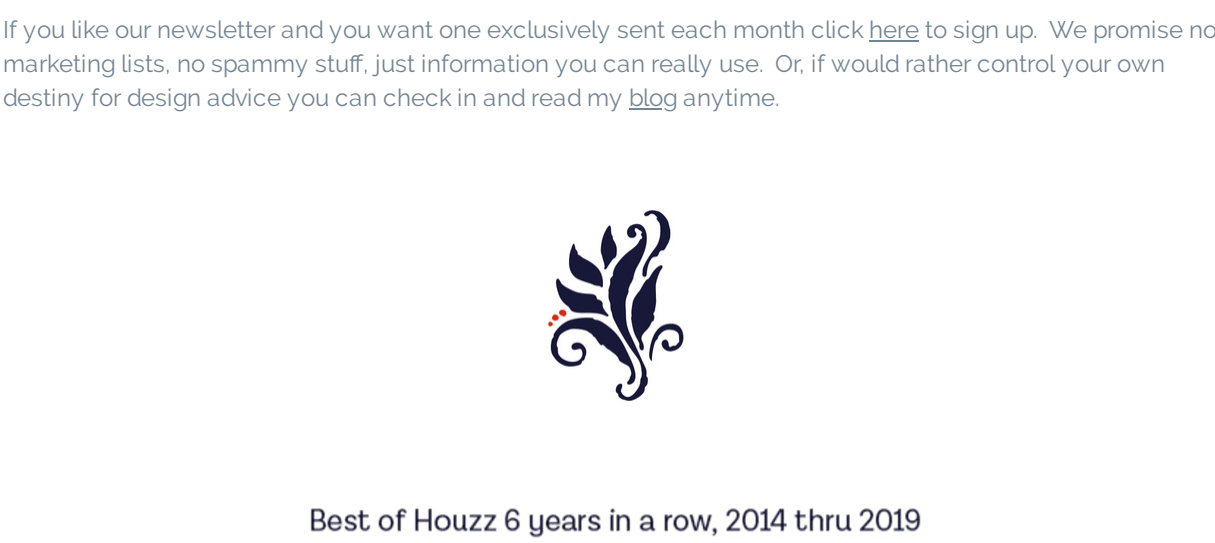 If you like our newsletter and you want one exclusively sent each month click here to sign up.  We promise no
marketing lists, no spammy stuff, just information you can really use.  Or, if would rather control your own
destiny for design advice you can check in and read my blog anytime.
Best of Houzz 6 years in a row, 2014 thru 2019